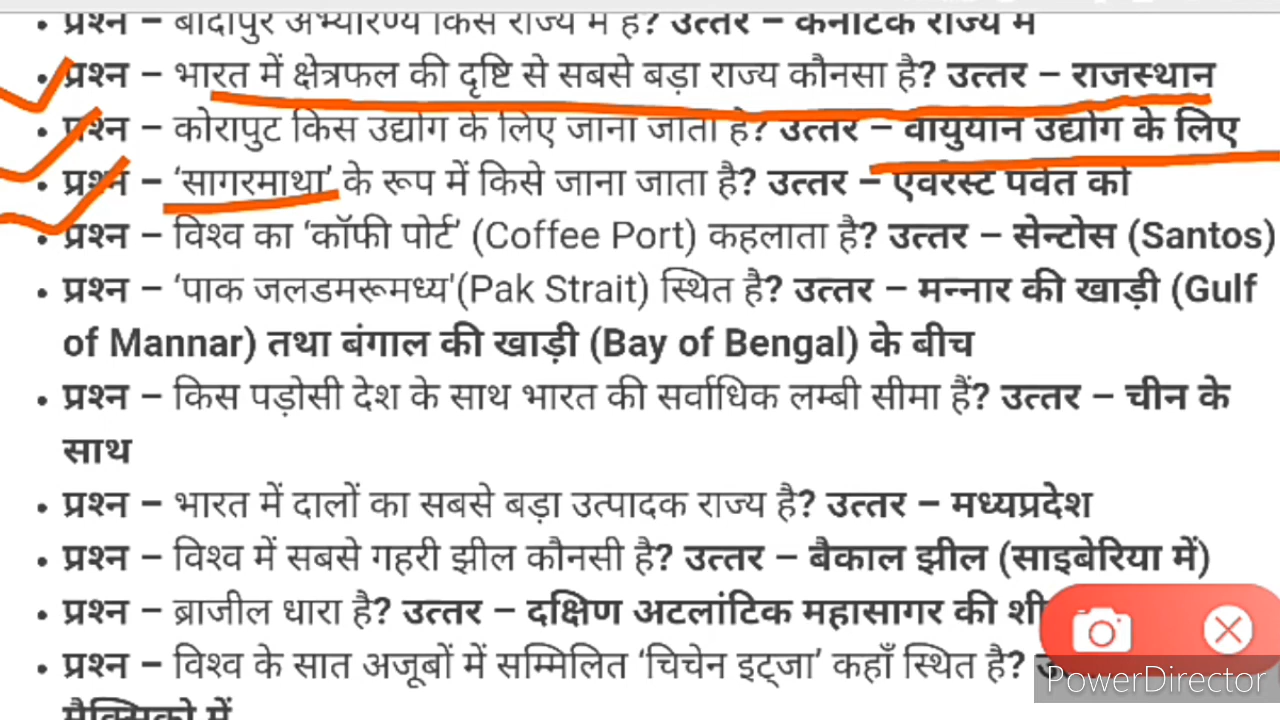 • प्रश्न – बांदीपुर अभ्यारण्य किस राज्य में है? उत्तर – कर्नाटक राज्य में
• प्रश्न – भारत में क्षेत्रफल की दृष्टि से सबसे बड़ा राज्य कौनसा है? उत्तर – राजस्थान
• प्रश्न – कोरापुट किस उद्योग के लिए जाना जाता है? उत्तर – वायुयान उद्योग के लिए
• प्रश्न – ‘सागरमाथा’ के रूप में किसे जाना जाता है? उत्तर – एवरेस्ट पर्वत को
• प्रश्न – विश्व का ‘कॉफी पोर्ट’ (Coffee Port) कहलाता है? उत्तर – सेन्टोस (Santos)
• प्रश्न – ‘पाक जलडमरूमध्य'(Pak Strait) स्थित है? उत्तर – मन्नार की खाड़ी (Gulf
of Mannar) तथा बंगाल की खाड़ी (Bay of Bengal) के बीच
• प्रश्न – किस पड़ोसी देश के साथ भारत की सर्वाधिक लम्बी सीमा हैं? उत्तर – चीन के
साथ
• प्रश्न – भारत में दालों का सबसे बड़ा उत्पादक राज्य है? उत्तर – मध्यप्रदेश
• प्रश्न – विश्व में सबसे गहरी झील कौनसी है? उत्तर – बैकाल झील (साइबेरिया में)
• प्रश्न – ब्राजील धारा है? उत्तर – दक्षिण अटलांटिक महासागर की
• प्रश्न – विश्व के सात अजूबों में सम्मिलित ‘चिचेन इट्जा’ कहाँ स्थित है?
मैक्सिको में
PowerDirector